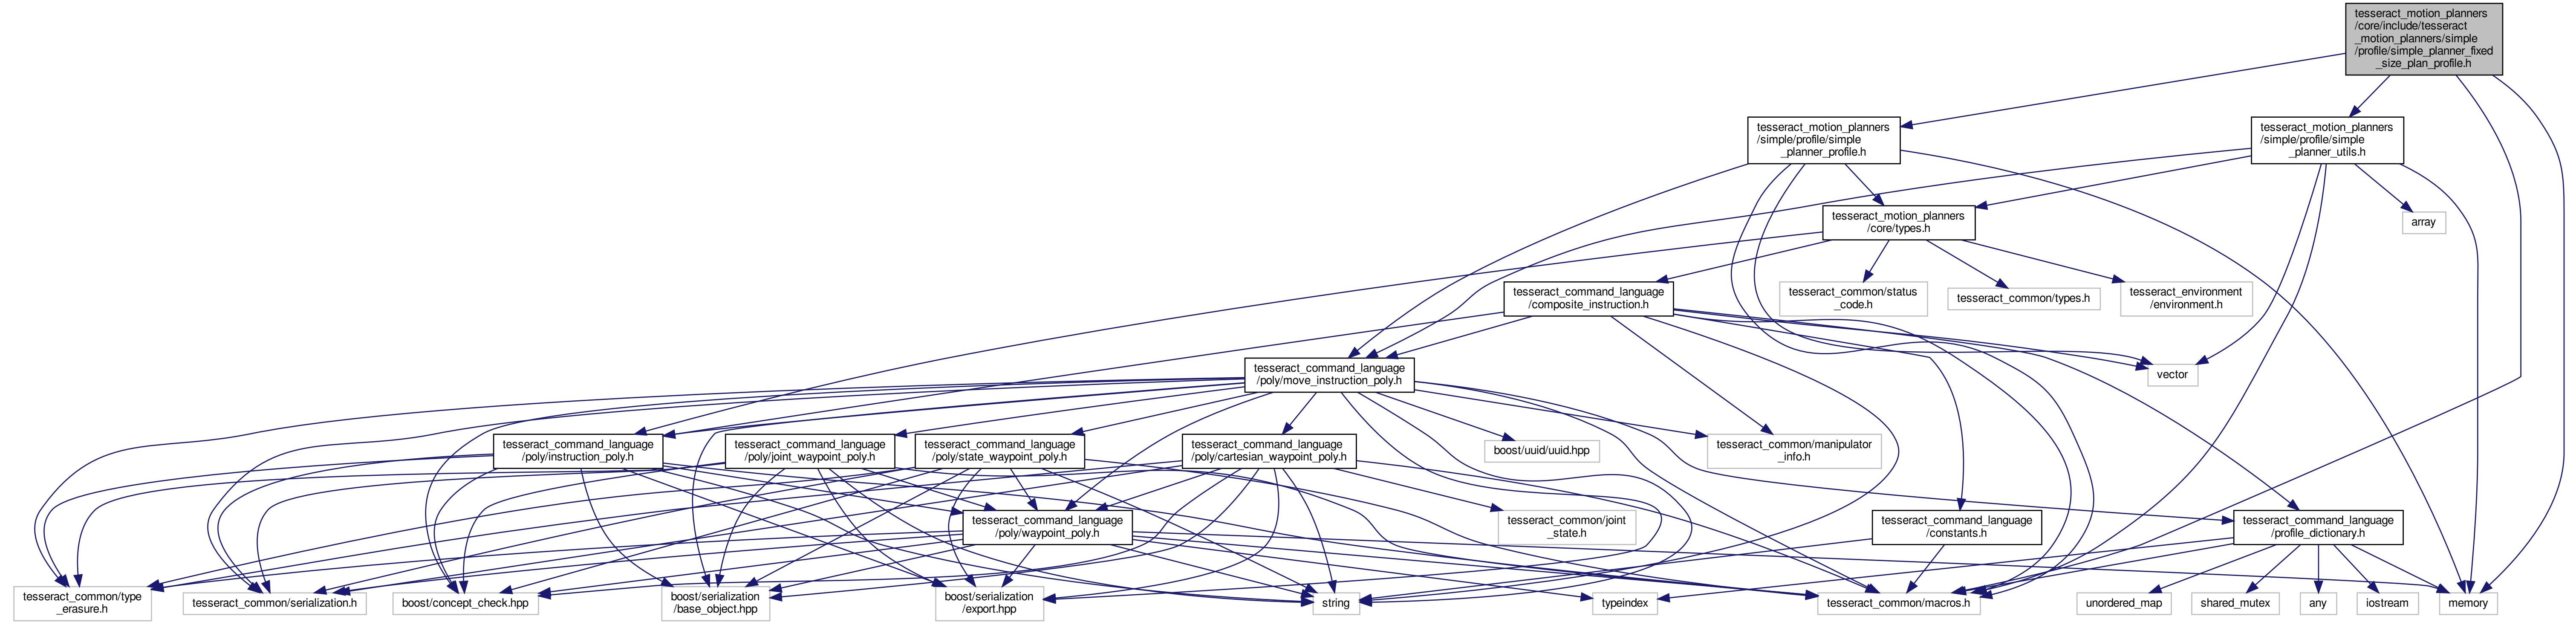 tesseract_motion_planners
/core/include/tesseract
_motion_planners/simple
/profile/simple_planner_fixed
_size_plan_profile.h
tesseract_motion_planners
/simple/profile/simple
_planner_profile.h
tesseract_motion_planners
/simple/profile/simple
_planner_utils.h
tesseract_motion_planners
/core/types.h
array
tesseract_command_language
/composite_instruction.h
tesseract_common/status
_code.h
tesseract_common/types.h
tesseract_environment
/environment.h
tesseract_command_language
/poly/move_instruction_poly.h
vector
tesseract_command_language
/poly/instruction_poly.h
tesseract_command_language
/poly/joint_waypoint_poly.h
tesseract_command_language
/poly/state_waypoint_poly.h
tesseract_command_language
/poly/cartesian_waypoint_poly.h
boost/uuid/uuid.hpp
tesseract_common/manipulator
_info.h
tesseract_command_language
/poly/waypoint_poly.h
tesseract_common/joint
_state.h
tesseract_command_language
/constants.h
tesseract_command_language
/profile_dictionary.h
tesseract_common/type
_erasure.h
tesseract_common/serialization.h
boost/concept_check.hpp
boost/serialization
/base_object.hpp
boost/serialization
/export.hpp
string
typeindex
tesseract_common/macros.h
unordered_map
shared_mutex
any
iostream
memory